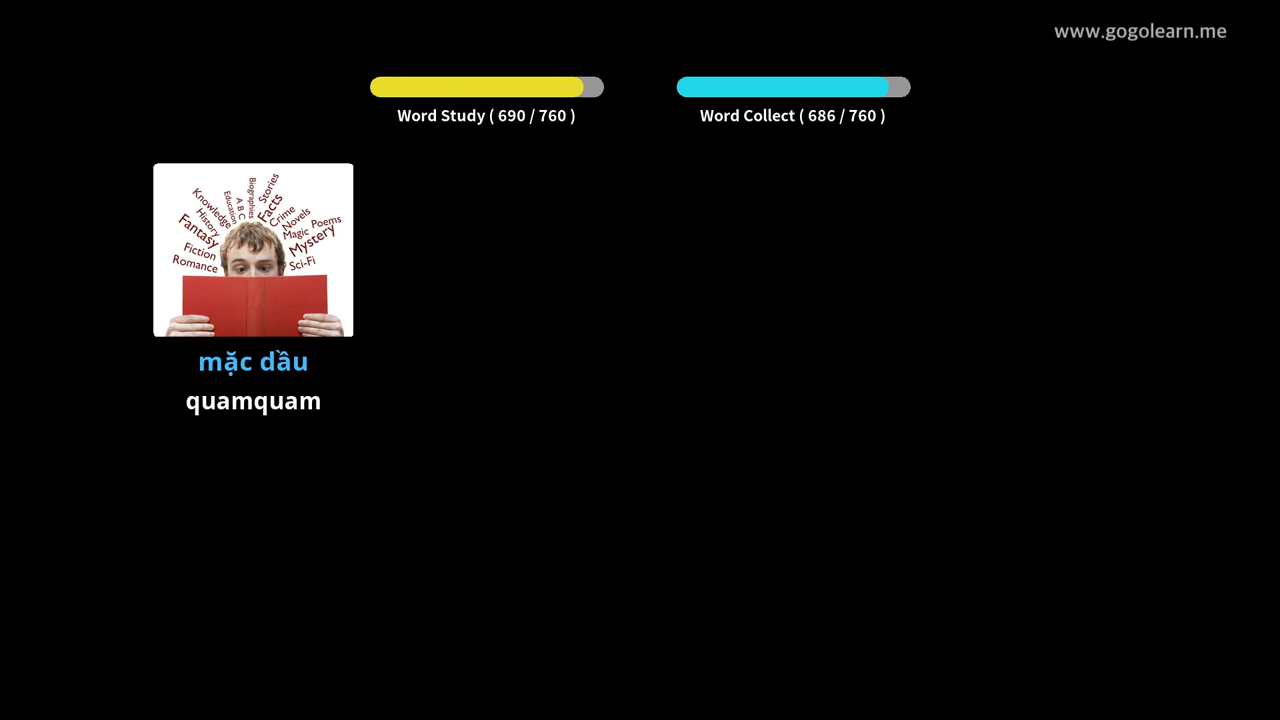 www.gogolearn.me
Word Study ( 690 / 760 )
Word Collect ( 686 / 760 )
Knowledge
History
Fantasy
Fiction
Romance
Education
A B C
Biographies
Stories
Facts
Crime
Novels
Magic
Poems
Mystery
Sci-Fi
mặc dầu
quamquam